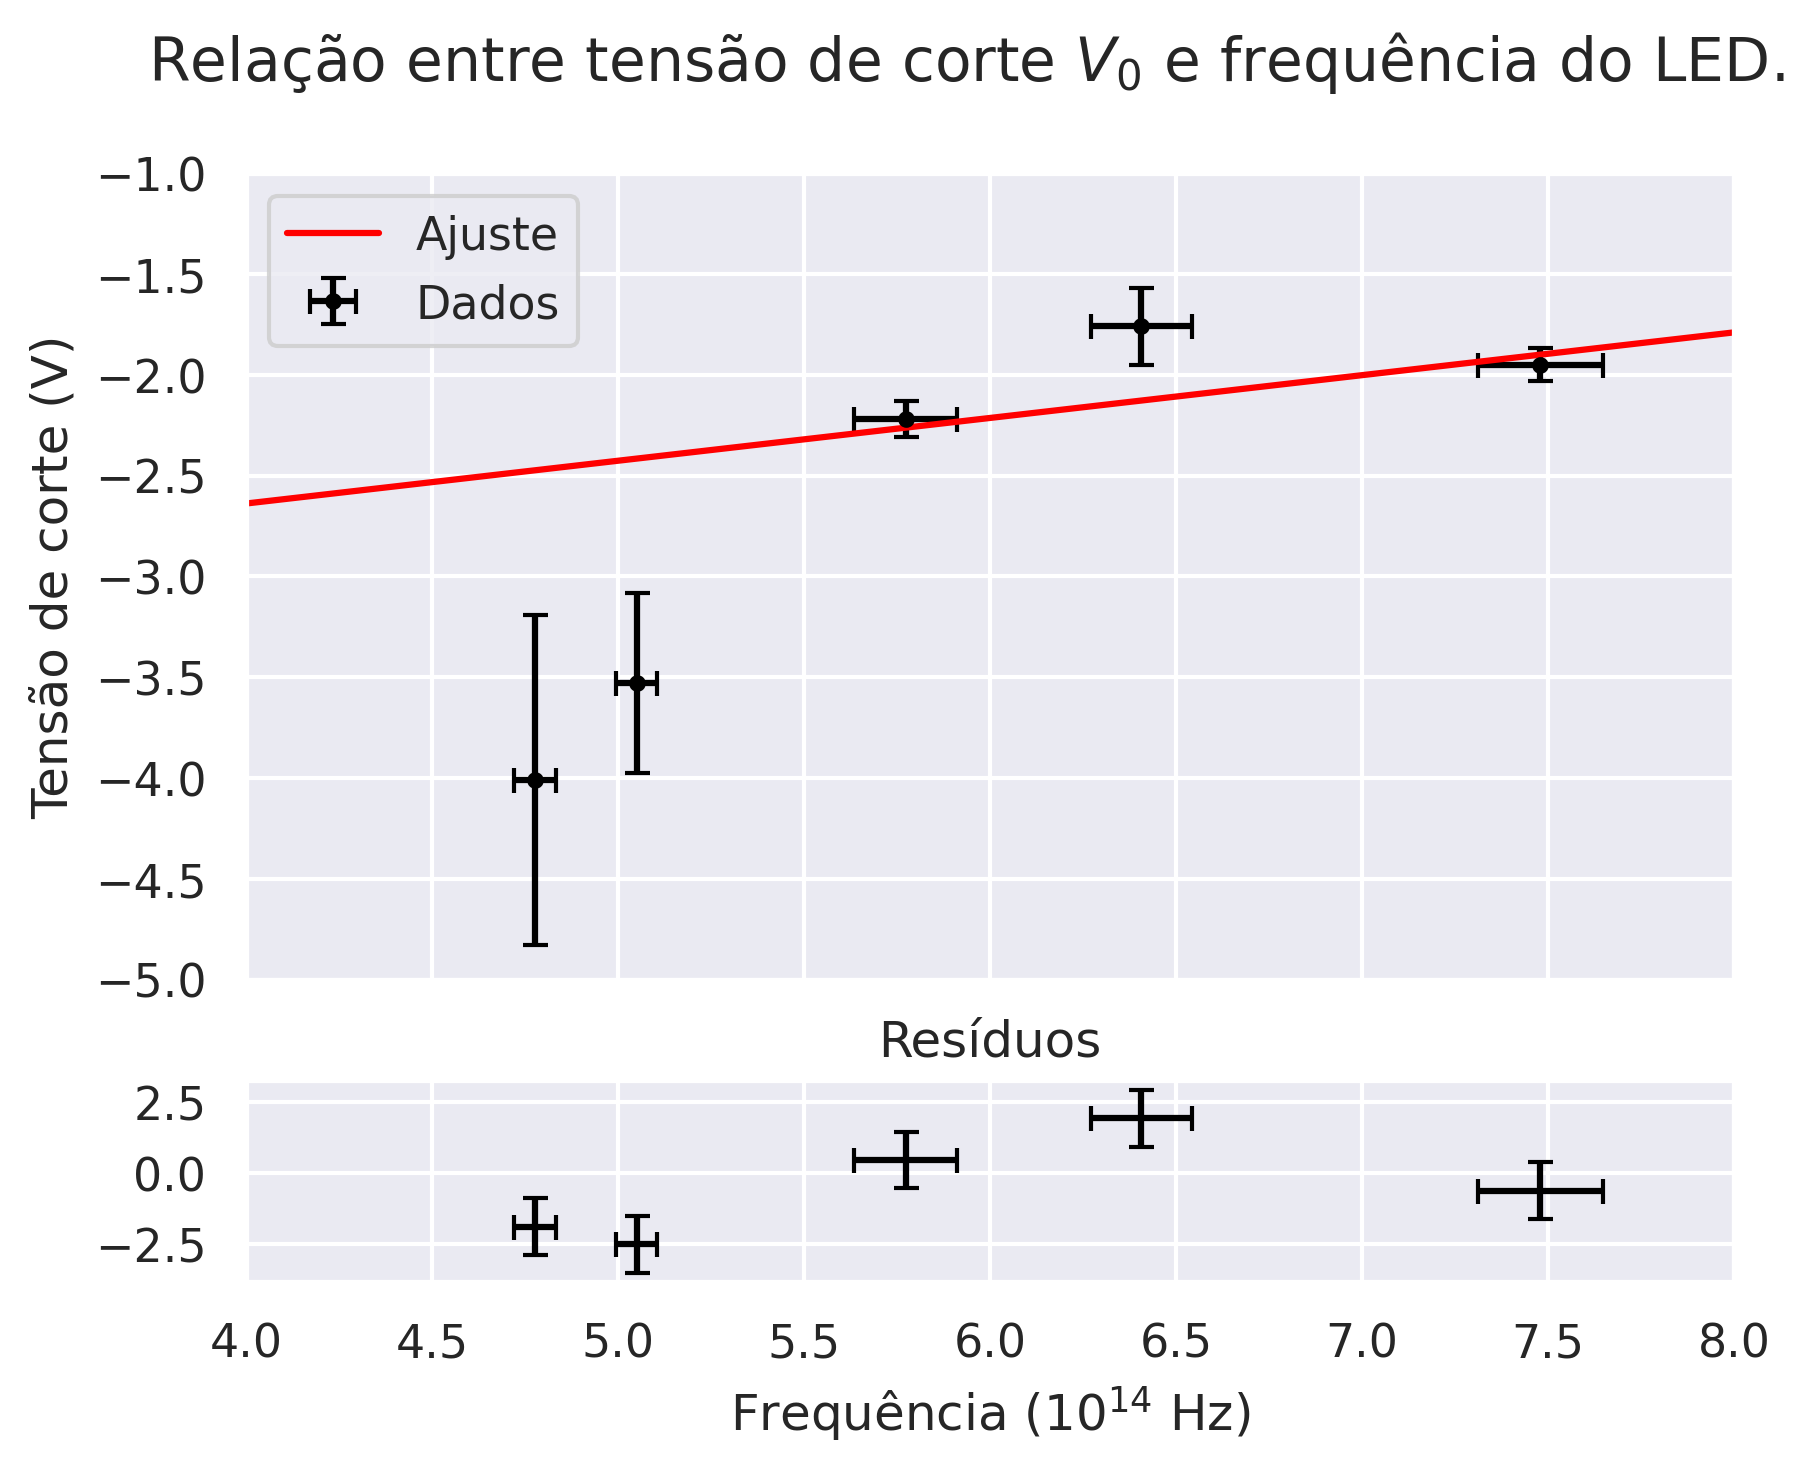 Relação entre tensão de corte V₀ e frequência do LED.
Tensão de corte (V)
−1.0
−1.5
−2.0
−2.5
−3.0
−3.5
−4.0
−4.5
−5.0
Ajuste
Dados
Resíduos
2.5
0.0
−2.5
4.0 4.5 5.0 5.5 6.0 6.5 7.0 7.5 8.0
Frequência (10¹⁴ Hz)